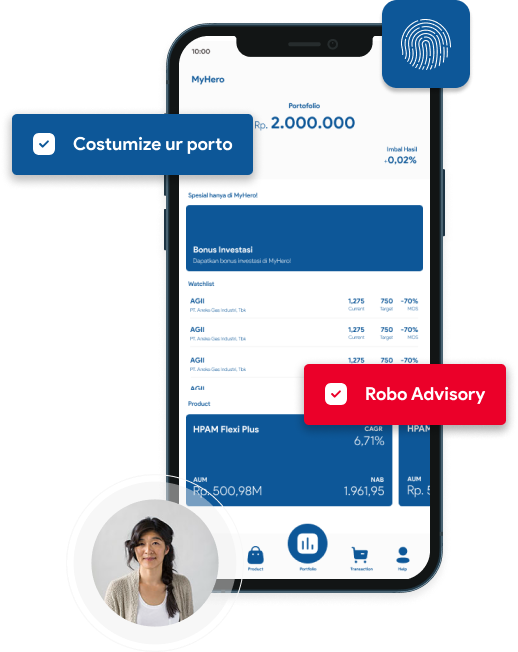 10:00
MyHero
Portofolio
Rp. 2.000.000
Costumize ur porto
Imbal Hasil
-0,02%
Spesial hanya di MyHero!
Bonus Investasi
Dapatkan bonus investasi di MyHero!
Watchlist
AGII 1,275 750 -70%
PT. Aneka Gas Industri. Tbk Current Target MOS
AGII 1,275 750 -70%
PT. Aneka Gas Industri. Tbk Current Target MOS
AGII 1,275 750 -70%
PT. Aneka Gas Industri. Tbk
AGII
Robo Advisory
Product
HPAM Flexi Plus CAGR HPAM
6,71%
AUM NAB AUM
Rp. 500,98M 1.961,95 Rp. 5
Product Portfolio Transaction Help